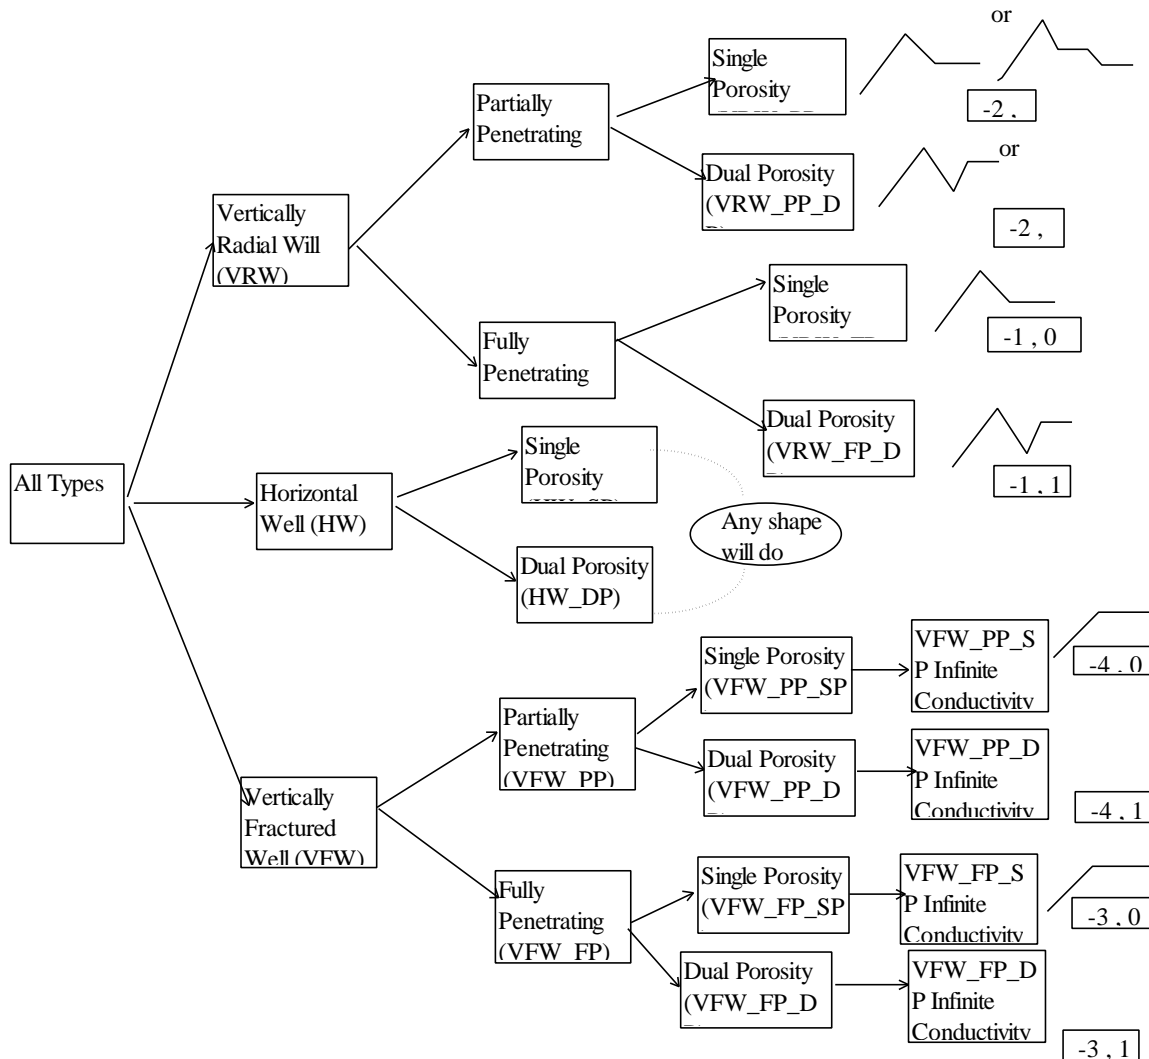 All Types
Vertically
Radial Will
(VRW)
Partially
Penetrating
Single
Porosity
or
-2 ,
Dual Porosity
(VRW_PP_D
or
-2 ,
Fully
Penetrating
Single
Porosity
-1 , 0
Dual Porosity
(VRW_FP_D
-1 , 1
Horizontal
Well (HW)
Single
Porosity
Dual Porosity
(HW_DP)
Any shape
will do
Vertically
Fractured
Well (VFW)
Partially
Penetrating
(VFW_PP)
Single Porosity
(VFW_PP_SP
VFW_PP_S
P Infinite
Conductivity
-4 , 0
Dual Porosity
(VFW_PP_D
VFW_PP_D
P Infinite
Conductivity
-4 , 1
Fully
Penetrating
(VFW_FP)
Single Porosity
(VFW_FP_SP
VFW_FP_S
P Infinite
Conductivity
-3 , 0
Dual Porosity
(VFW_FP_D
VFW_FP_D
P Infinite
Conductivity
-3 , 1